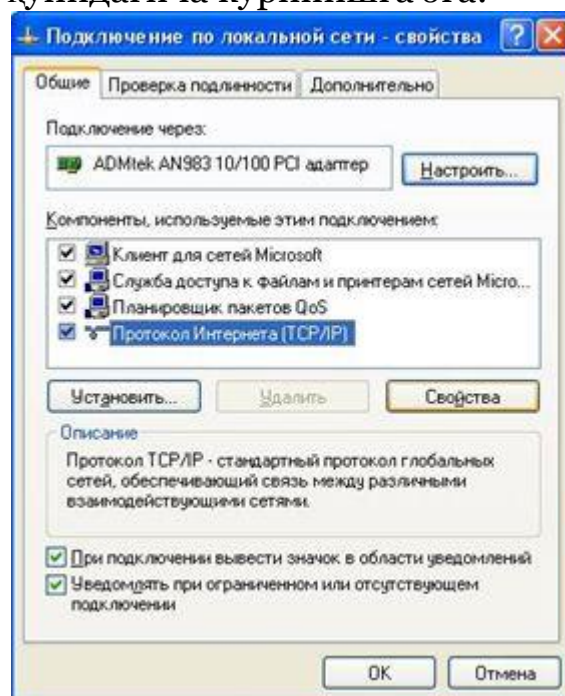 қуйидагича кўринишга эга:
Подключение по локальной сети - свойства
Общие Проверка подлинности Дополнительно
Подключение через:
ADMtek AN983 10/100 PCI адаптер Настроить...
Компоненты, используемые этим подключением:
Клиент для сетей Microsoft
Служба доступа к файлам и принтерам сетей Micro...
Планировщик пакетов QoS
Протокол Интернета (TCP/IP)
Установить... Удалить Свойства
Описание
Протокол TCP/IP - стандартный протокол глобальных
сетей, обеспечивающий связь между различными
взаимодействующими сетями.
При подключении вывести значок в области уведомлений
Уведомлять при ограниченном или отсутствующем
подключении
OK Отмена